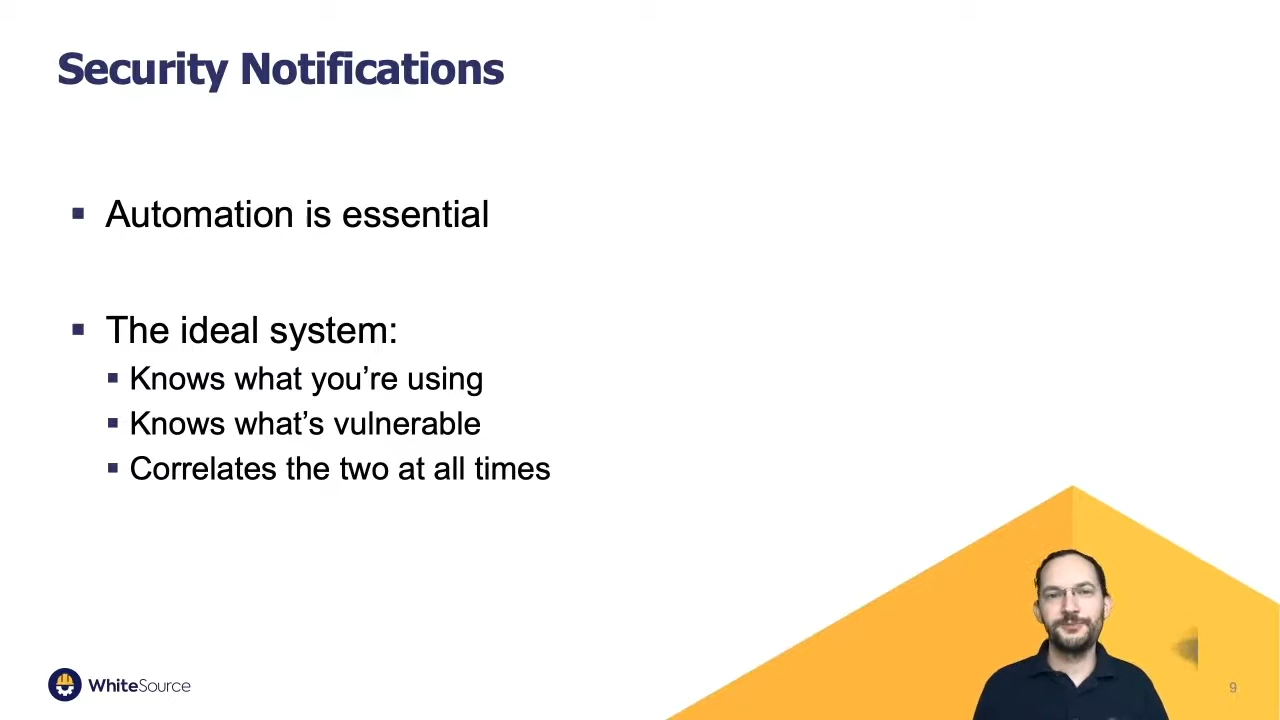 Security Notifications
Automation is essential
The ideal system:
Knows what you’re using
Knows what’s vulnerable
Correlates the two at all times
WhiteSource
9